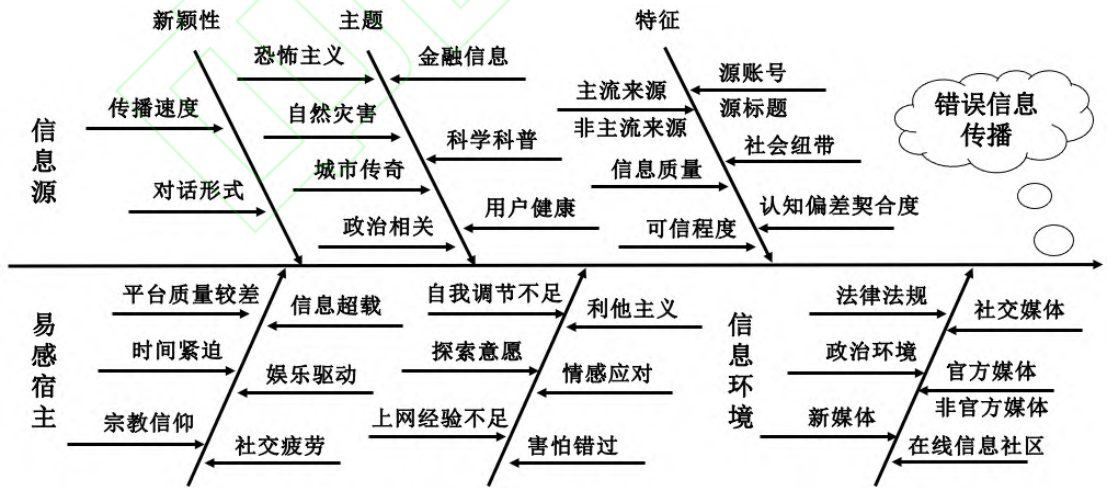 新颖性
主题
特征
恐怖主义
金融信息
源账号
主流来源
传播速度
自然灾害
源标题
错误信息
传播
非主流来源
科学科普
社会纽带
信息源
城市传奇
信息质量
对话形式
用户健康
认知偏差契合度
政治相关
可信程度
平台质量较差
信息超载
自我调节不足
利他主义
法律法规
社交媒体
易感宿主
时间紧迫
探索意愿
信息环境
政治环境
娱乐驱动
情感应对
官方媒体
宗教信仰
上网经验不足
新媒体
非官方媒体
社交疲劳
害怕错过
在线信息社区